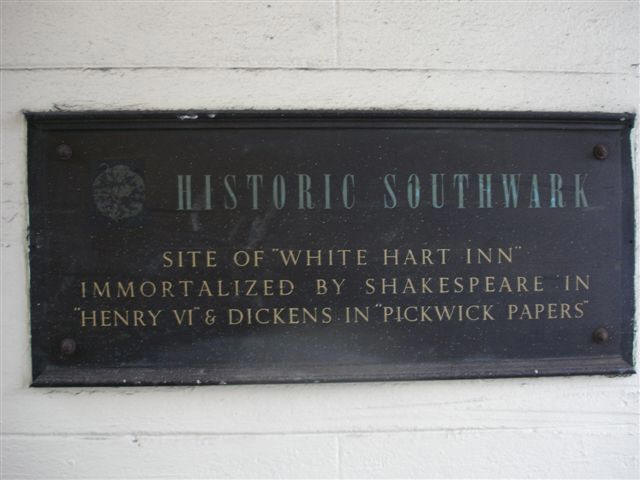 HISTORIC SOUTHWARK
SITE OF "WHITE HART INN"
IMMORTALIZED BY SHAKESPEARE IN
"HENRY VI" & DICKENS IN "PICKWICK PAPERS"